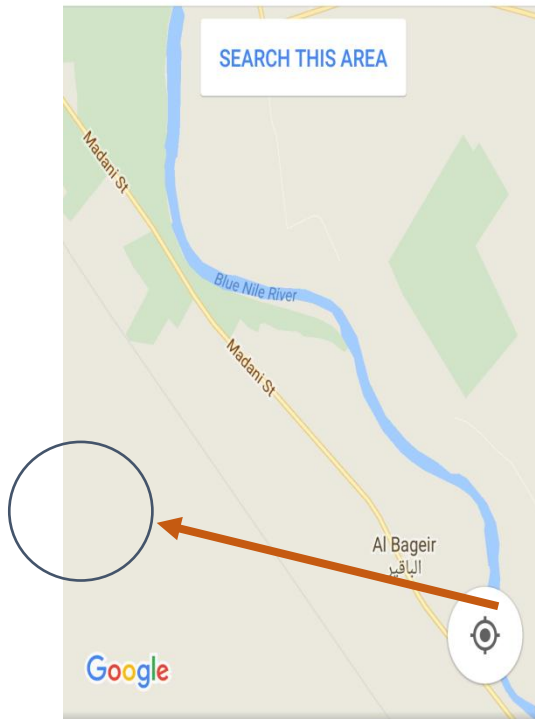 SEARCH THIS AREA
Madani St
Blue Nile River
Madani St
Al Bageir
الباقير
Google